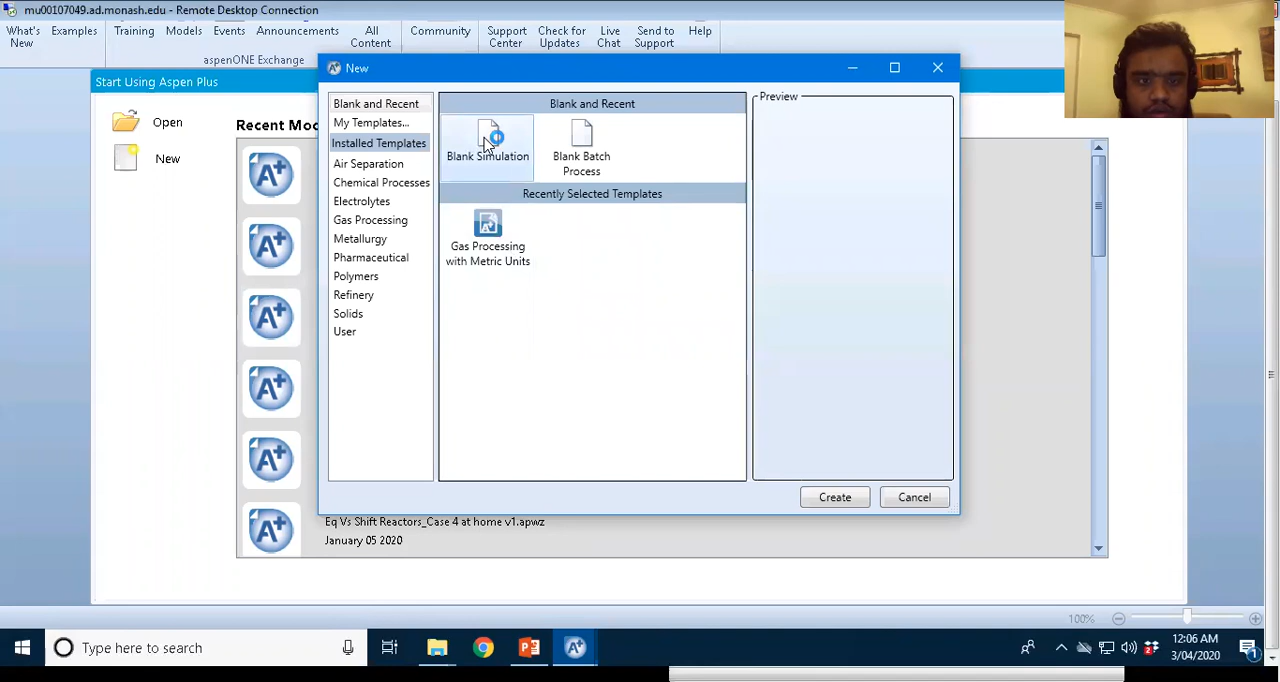 mu00107049.ad.monash.edu - Remote Desktop Connection
What's New
Examples
Training
Models
Events
Announcements
All Content
Community
Support Center
Check for Updates
Live Chat
Send to Support
Help
aspenONE Exchange
Start Using Aspen Plus
Open
New
Recent Mod
New
Blank and Recent
My Templates...
Installed Templates
Air Separation
Chemical Processes
Electrolytes
Gas Processing
Metallurgy
Pharmaceutical
Polymers
Refinery
Solids
User
Blank and Recent
Blank Simulation
Blank Batch Process
Recently Selected Templates
Gas Processing with Metric Units
Preview
Create
Cancel
Eq Vs Shift Reactors_Case 4 at home v1.apwz
January 05 2020
100%
Type here to search
12:06 AM
3/04/2020
1